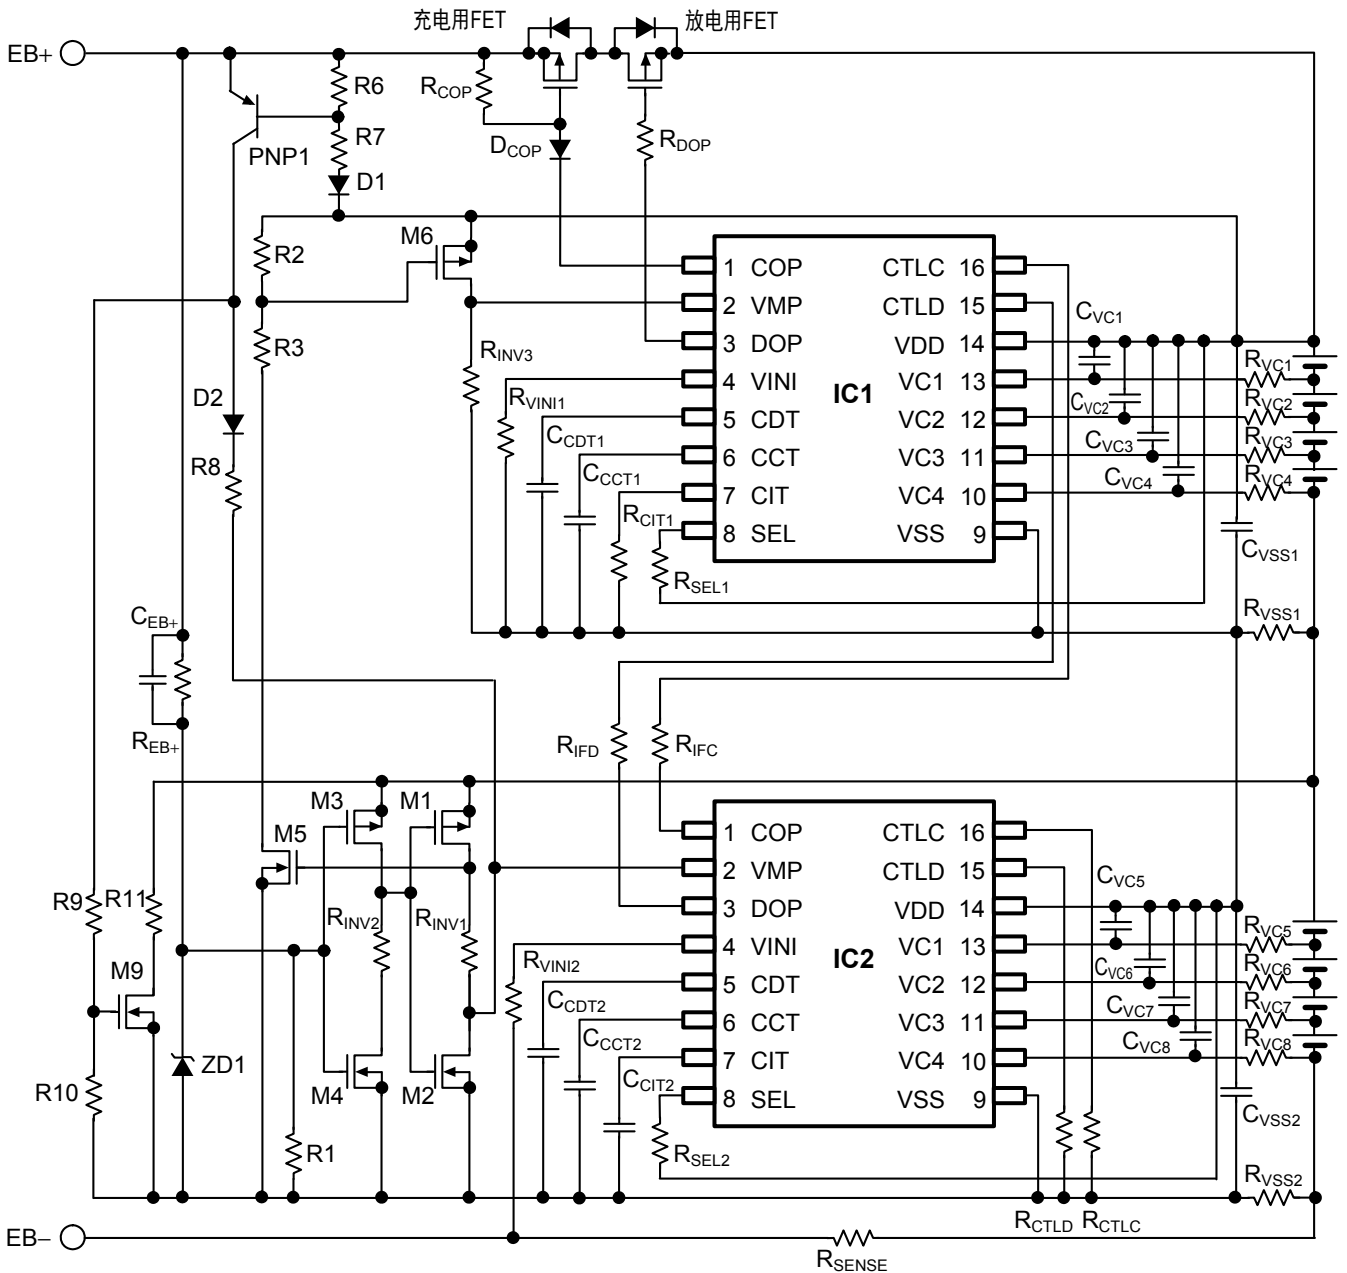 充电用FET
放电用FET
EB+
R6
RCOP
R7
DCOP
RDOP
PNP1
D1
M6
R2
1 COP CTLC 16
2 VMP CTLD 15
CVC1
R3
RINV3
3 DOP VDD 14
RVC1
4 VINI VC1 13
IC1
RVINI1
D2
CVC2
RVC2
5 CDT VC2 12
CCDT1
CVC3
RVC3
6 CCT VC3 11
R8
CCCT1
CVC4
RVC4
7 CIT VC4 10
RCIT1
8 SEL VSS 9
CVSS1
RSEL1
CEB+
RVSS1
REB+
RIFD
RIFC
M3
M1
M5
1 COP CTLC 16
2 VMP CTLD 15
CVC5
R9
R11
3 DOP VDD 14
RINV2
RINV1
RVC5
4 VINI VC1 13
IC2
RVINI2
M9
CVC6
RVC6
5 CDT VC2 12
CCDT2
CVC7
RVC7
6 CCT VC3 11
CCCT2
CVC8
RVC8
ZD1
7 CIT VC4 10
CCIT2
R10
M4
M2
8 SEL VSS 9
CVSS2
R1
RSEL2
RVSS2
RCTLD
RCTLC
EB−
RSENSE